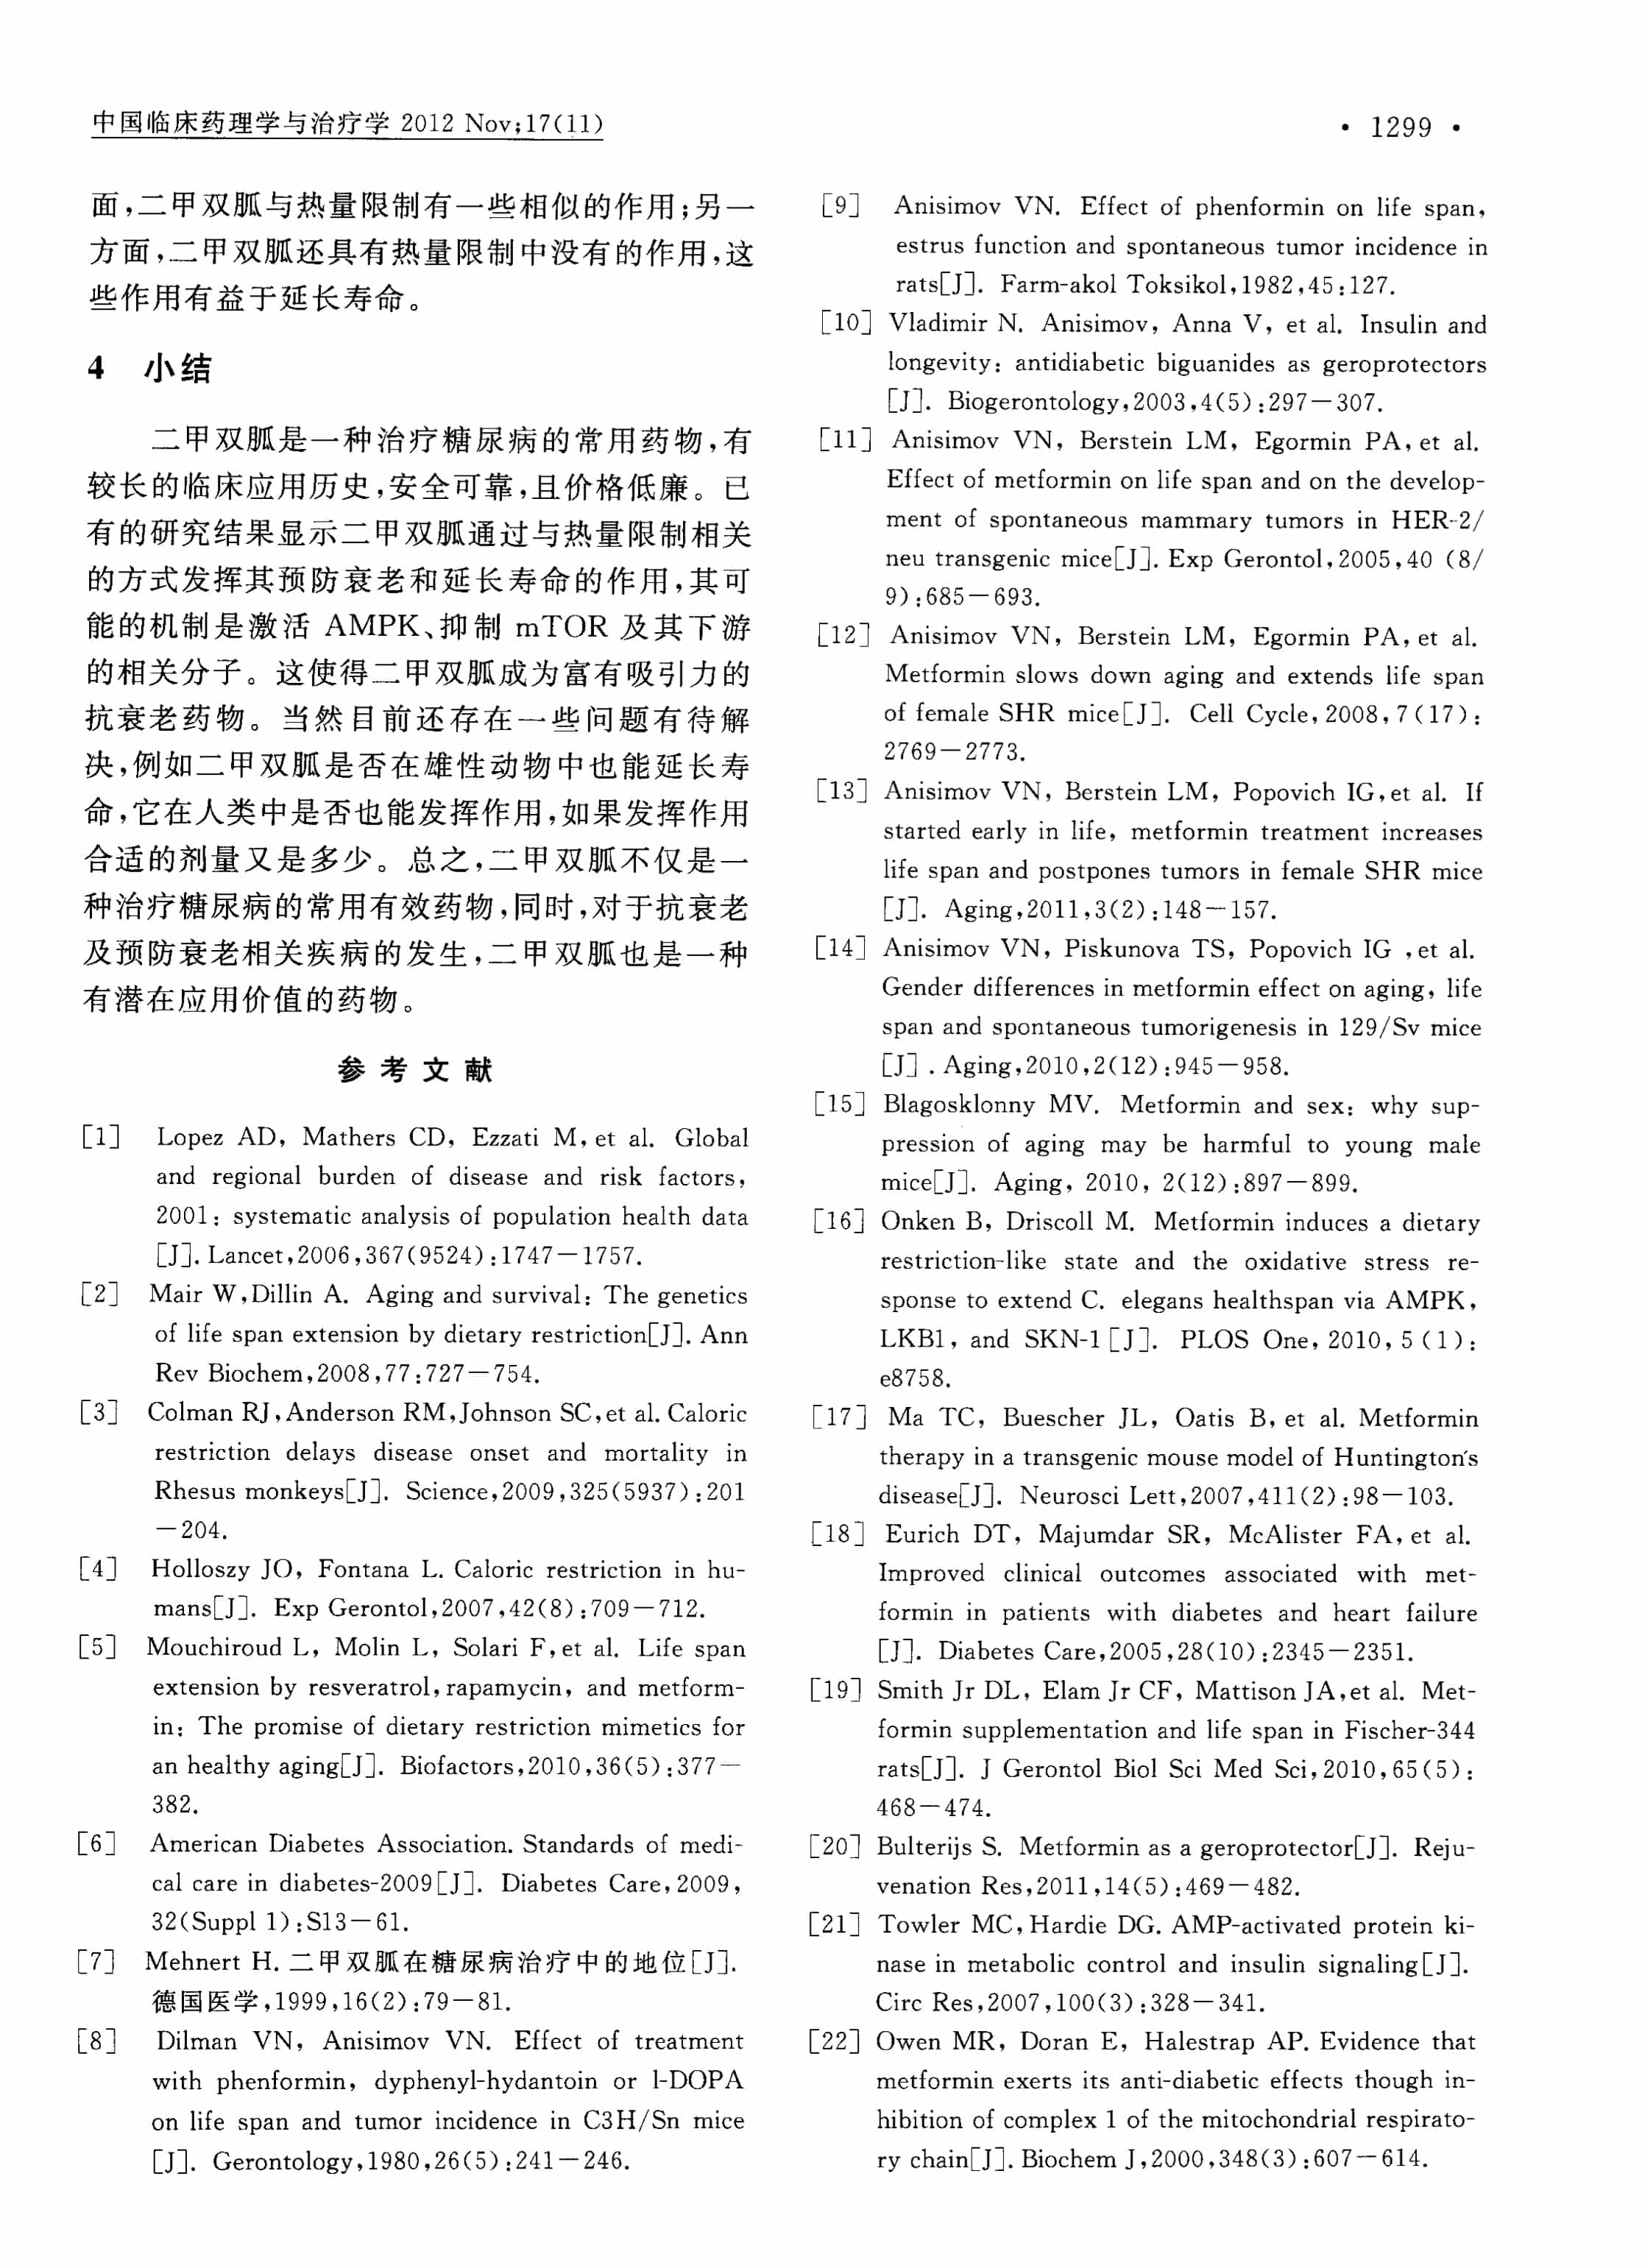 中国临床药理学与治疗学 2012 Nov;17(11)
· 1299 ·
面,二甲双胍与热量限制有一些相似的作用;另一
方面,二甲双胍还具有热量限制中没有的作用,这
些作用有益于延长寿命。
4 小结
二甲双胍是一种治疗糖尿病的常用药物,有
较长的临床应用历史,安全可靠,且价格低廉。已
有的研究结果显示二甲双胍通过与热量限制相关
的方式发挥其预防衰老和延长寿命的作用,其可
能的机制是激活 AMPK、抑制 mTOR 及其下游
的相关分子。这使得二甲双胍成为富有吸引力的
抗衰老药物。当然目前还存在一些问题有待解
决,例如二甲双胍是否在雄性动物中也能延长寿
命,它在人类中是否也能发挥作用,如果发挥作用
合适的剂量又是多少。总之,二甲双胍不仅是一
种治疗糖尿病的常用有效药物,同时,对于抗衰老
及预防衰老相关疾病的发生,二甲双胍也是一种
有潜在应用价值的药物。
参考文献
[1] Lopez AD, Mathers CD, Ezzati M,et al. Global
and regional burden of disease and risk factors,
2001: systematic analysis of population health data
[J]. Lancet,2006,367(9524):1747-1757.
[2] Mair W,Dillin A. Aging and survival: The genetics
of life span extension by dietary restriction[J]. Ann
Rev Biochem,2008,77:727-754.
[3] Colman RJ,Anderson RM,Johnson SC,et al. Caloric
restriction delays disease onset and mortality in
Rhesus monkeys[J]. Science,2009,325(5937):201
-204.
[4] Holloszy JO, Fontana L. Caloric restriction in hu-
mans[J]. Exp Gerontol,2007,42(8):709-712.
[5] Mouchiroud L, Molin L, Solari F,et al. Life span
extension by resveratrol,rapamycin, and metform-
in: The promise of dietary restriction mimetics for
an healthy aging[J]. Biofactors,2010,36(5):377-
382.
[6] American Diabetes Association. Standards of medi-
cal care in diabetes-2009[J]. Diabetes Care,2009,
32(Suppl 1):S13-61.
[7] Mehnert H. 二甲双胍在糖尿病治疗中的地位[J].
德国医学,1999,16(2):79-81.
[8] Dilman VN, Anisimov VN. Effect of treatment
with phenformin, dyphenyl-hydantoin or l-DOPA
on life span and tumor incidence in C3H/Sn mice
[J]. Gerontology,1980,26(5):241-246.
[9] Anisimov VN. Effect of phenformin on life span,
estrus function and spontaneous tumor incidence in
rats[J]. Farm-akol Toksikol,1982,45:127.
[10] Vladimir N. Anisimov, Anna V, et al. Insulin and
longevity: antidiabetic biguanides as geroprotectors
[J]. Biogerontology,2003,4(5):297-307.
[11] Anisimov VN, Berstein LM, Egormin PA,et al.
Effect of metformin on life span and on the develop-
ment of spontaneous mammary tumors in HER-2/
neu transgenic mice[J]. Exp Gerontol,2005,40 (8/
9):685-693.
[12] Anisimov VN, Berstein LM, Egormin PA,et al.
Metformin slows down aging and extends life span
of female SHR mice[J]. Cell Cycle,2008,7(17):
2769-2773.
[13] Anisimov VN, Berstein LM, Popovich IG,et al. If
started early in life, metformin treatment increases
life span and postpones tumors in female SHR mice
[J]. Aging,2011,3(2):148-157.
[14] Anisimov VN, Piskunova TS, Popovich IG ,et al.
Gender differences in metformin effect on aging, life
span and spontaneous tumorigenesis in 129/Sv mice
[J] . Aging,2010,2(12):945-958.
[15] Blagosklonny MV. Metformin and sex: why sup-
pression of aging may be harmful to young male
mice[J]. Aging, 2010, 2(12):897-899.
[16] Onken B, Driscoll M. Metformin induces a dietary
restriction-like state and the oxidative stress re-
sponse to extend C. elegans healthspan via AMPK,
LKB1, and SKN-1[J]. PLOS One,2010,5(1):
e8758.
[17] Ma TC, Buescher JL, Oatis B,et al. Metformin
therapy in a transgenic mouse model of Huntington's
disease[J]. Neurosci Lett,2007,411(2):98-103.
[18] Eurich DT, Majumdar SR, McAlister FA,et al.
Improved clinical outcomes associated with met-
formin in patients with diabetes and heart failure
[J]. Diabetes Care,2005,28(10):2345-2351.
[19] Smith Jr DL, Elam Jr CF, Mattison JA,et al. Met-
formin supplementation and life span in Fischer-344
rats[J]. J Gerontol Biol Sci Med Sci,2010,65(5):
468-474.
[20] Bulterijs S. Metformin as a geroprotector[J]. Reju-
venation Res,2011,14(5):469-482.
[21] Towler MC,Hardie DG. AMP-activated protein ki-
nase in metabolic control and insulin signaling[J].
Circ Res,2007,100(3):328-341.
[22] Owen MR, Doran E, Halestrap AP. Evidence that
metformin exerts its anti-diabetic effects though in-
hibition of complex 1 of the mitochondrial respirato-
ry chain[J]. Biochem J,2000,348(3):607-614.